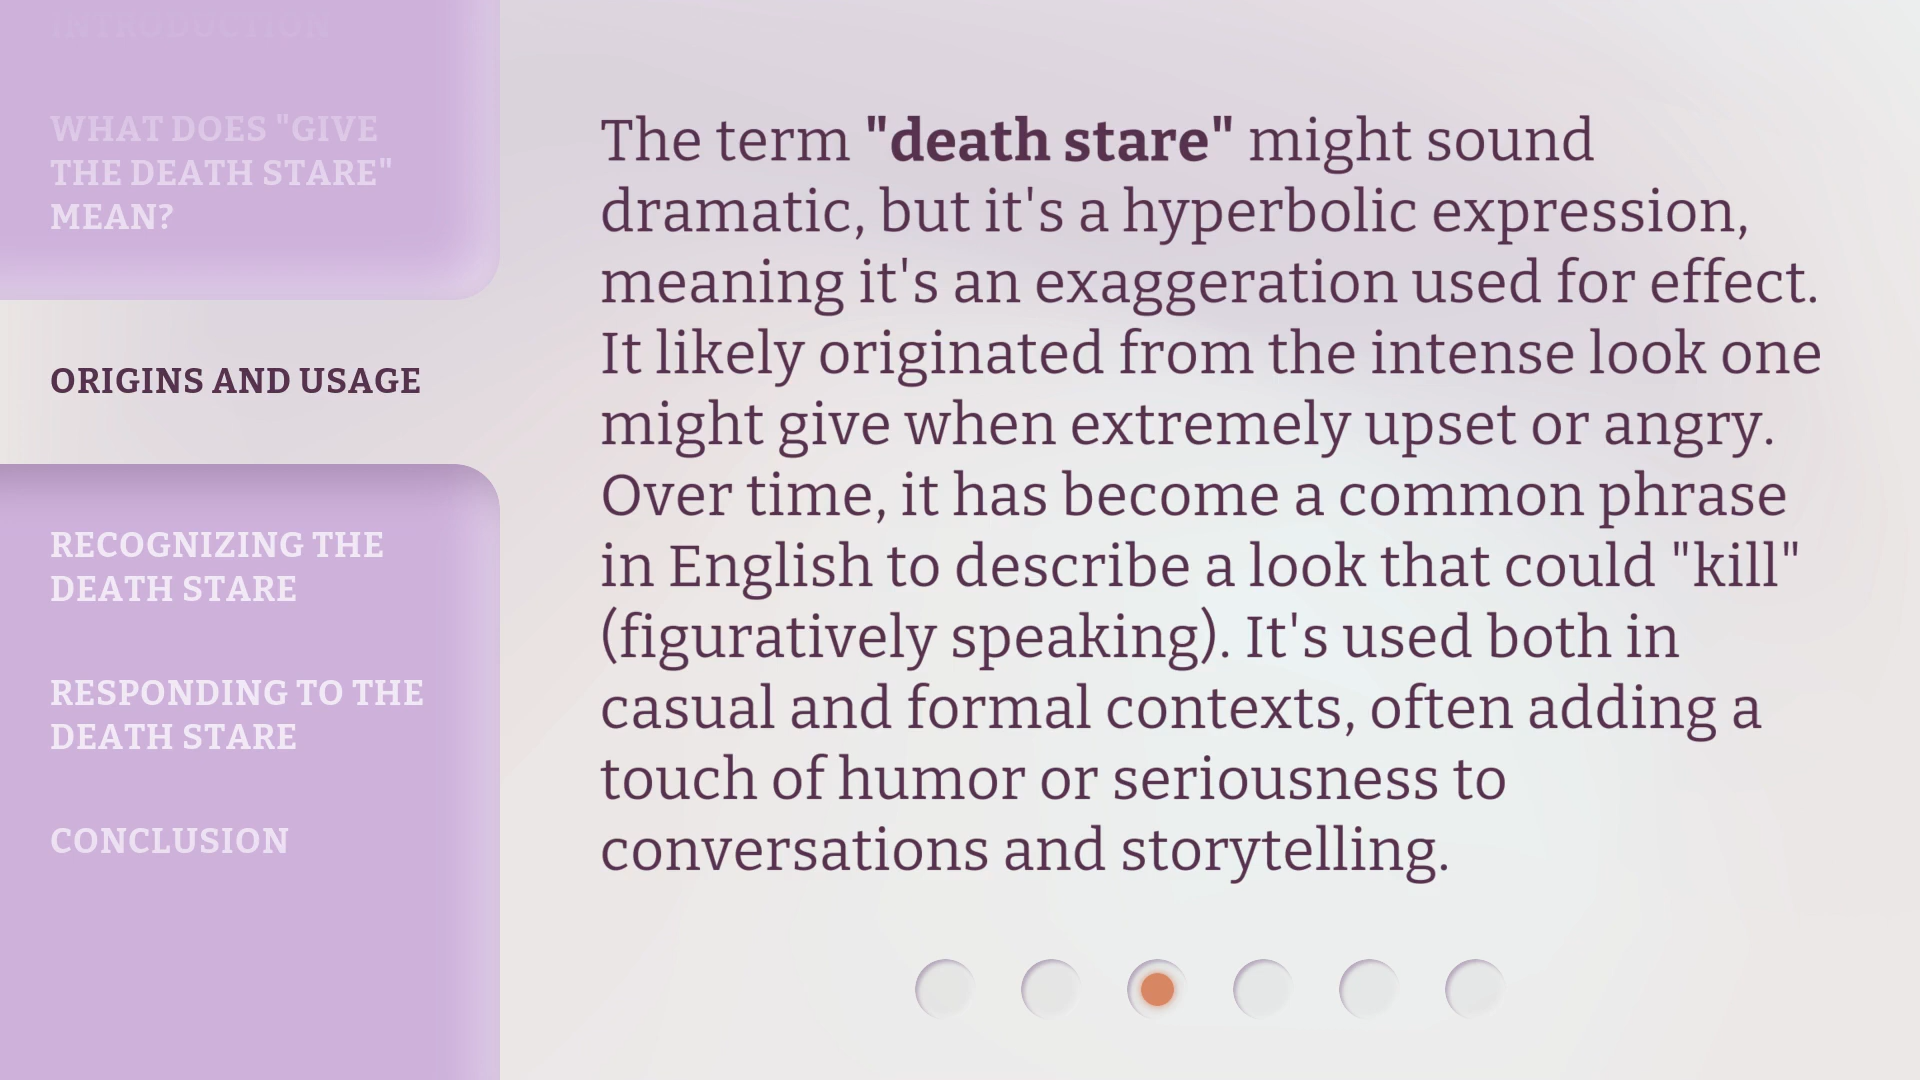 INTRODUCTION
WHAT DOES "GIVE
THE DEATH STARE"
MEAN?
ORIGINS AND USAGE
RECOGNIZING THE
DEATH STARE
RESPONDING TO THE
DEATH STARE
CONCLUSION
The term "death stare" might sound
dramatic, but it's a hyperbolic expression,
meaning it's an exaggeration used for effect.
It likely originated from the intense look one
might give when extremely upset or angry.
Over time, it has become a common phrase
in English to describe a look that could "kill"
(figuratively speaking). It's used both in
casual and formal contexts, often adding a
touch of humor or seriousness to
conversations and storytelling.